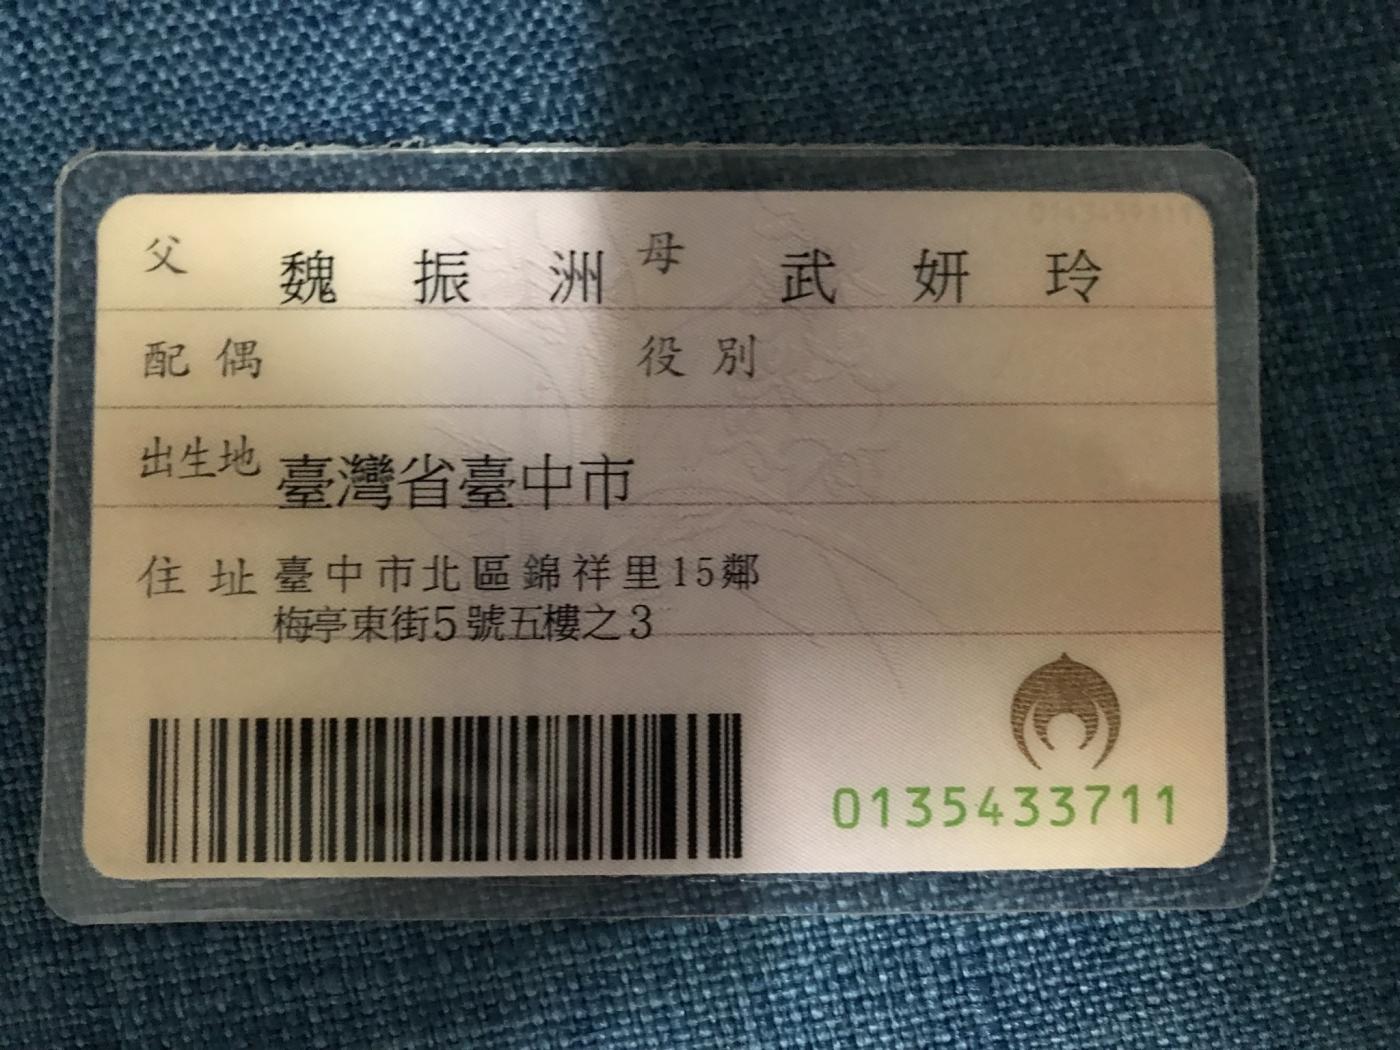 父 魏振洲 母 武妍玲
配偶 役別
出生地 臺灣省臺中市
住址 臺中市北區錦祥里15鄰
梅亭東街5號五樓之3
0135433711